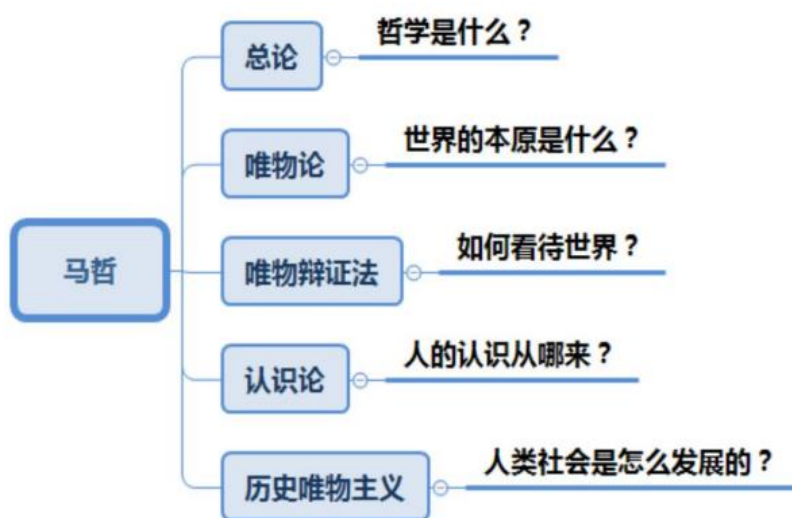 总论
哲学是什么？
唯物论
世界的本原是什么？
马哲
唯物辩证法
如何看待世界？
认识论
人的认识从哪来？
历史唯物主义
人类社会是怎么发展的？